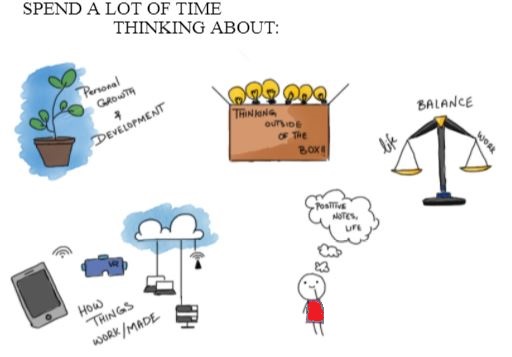 SPEND A LOT OF TIME
THINKING ABOUT:
Personal
GROWTH
&
DEVELOPMENT
THINKING
OUTSIDE
OF THE
BOX!!
BALANCE
life
WORK
POSITIVE
NOTES,
LIFE
VR
HOW
THINGS
WORK/MADE